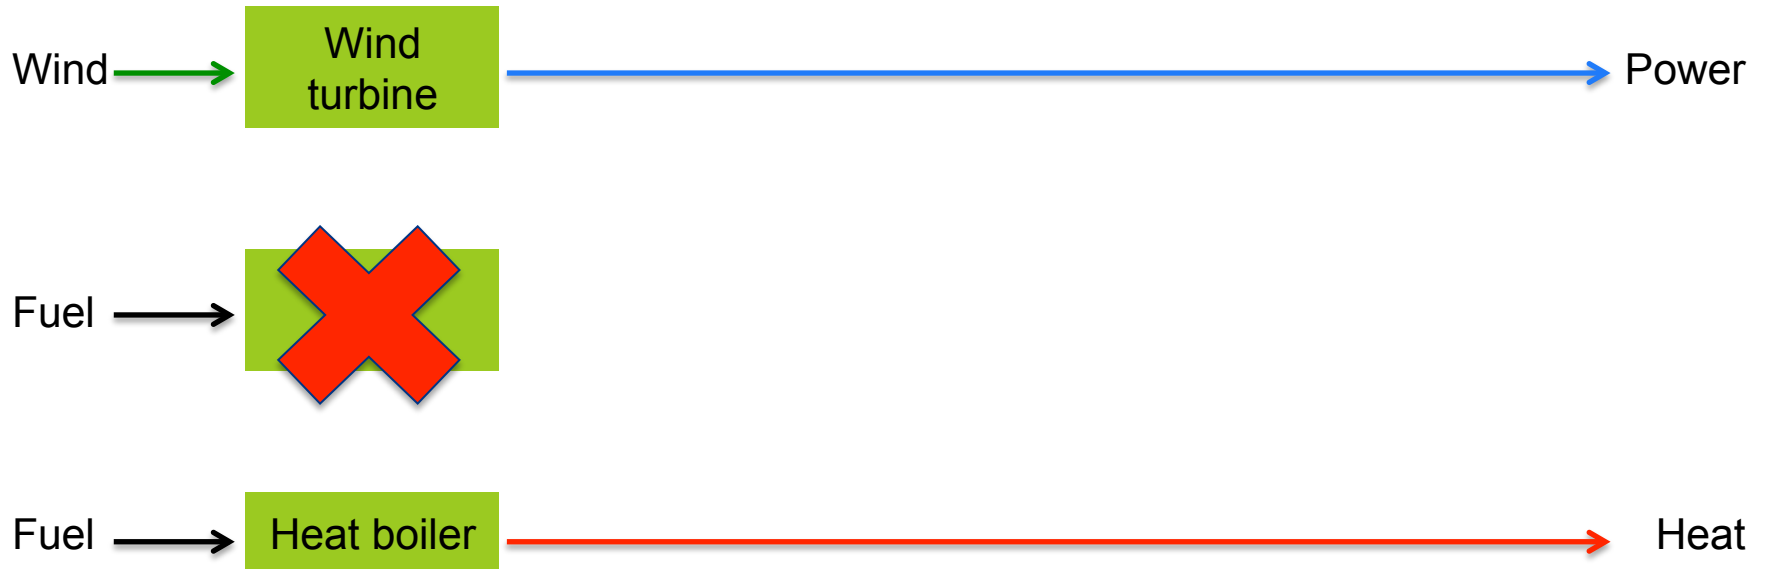 Wind
Wind
turbine
Power
Fuel
Fuel
Heat boiler
Heat